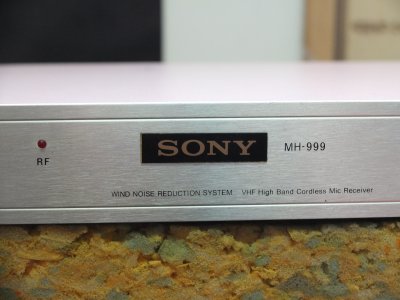 SONY MH-999
RF
WIND NOISE REDUCTION SYSTEM VHF High Band Cordless Mic Receiver